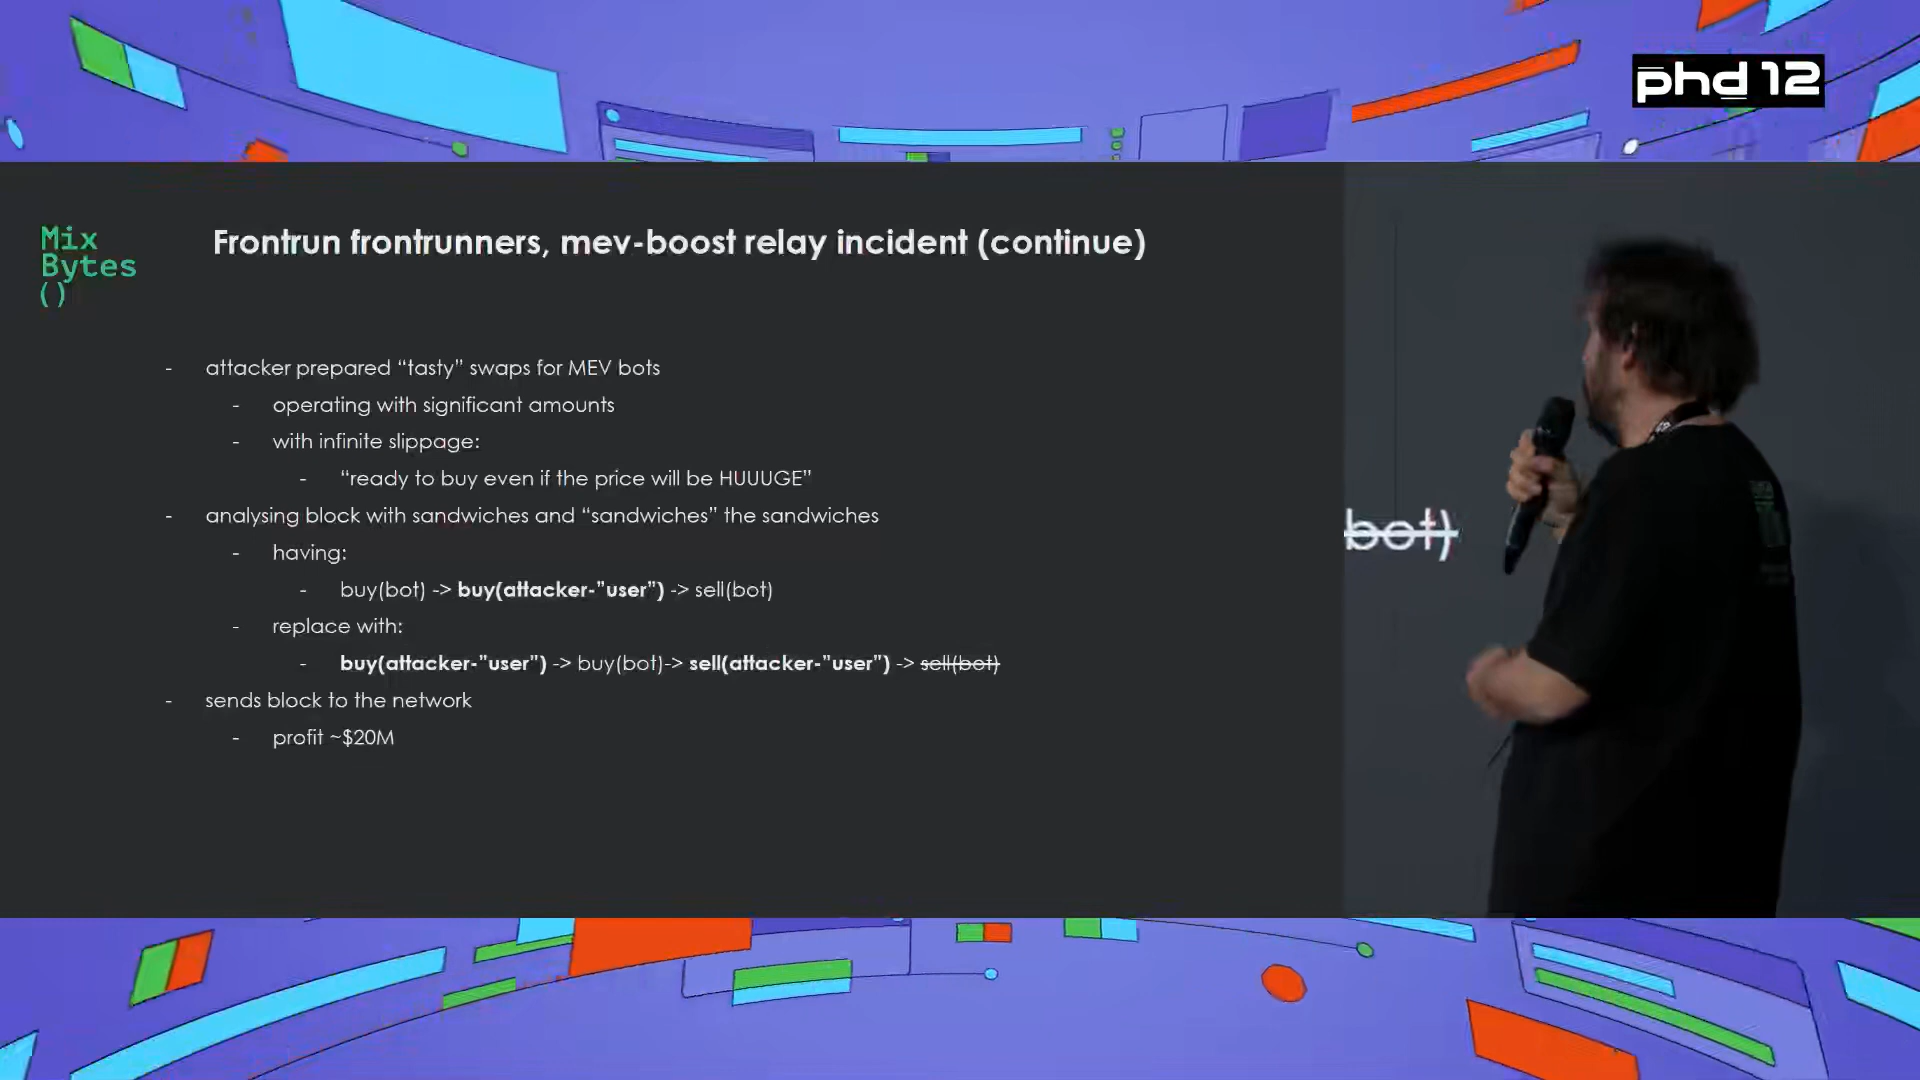 phd 12
Mix
Bytes
()
Frontrun frontrunners, mev-boost relay incident (continue)
- attacker prepared “tasty” swaps for MEV bots
- operating with significant amounts
- with infinite slippage:
- “ready to buy even if the price will be HUUUGE”
- analysing block with sandwiches and “sandwiches” the sandwiches
- having:
- buy(bot) -> buy(attacker-”user”) -> sell(bot)
- replace with:
- buy(attacker-”user”) -> buy(bot)-> sell(attacker-”user”) -> sell(bot)
- sends block to the network
- profit ~$20M
bot)